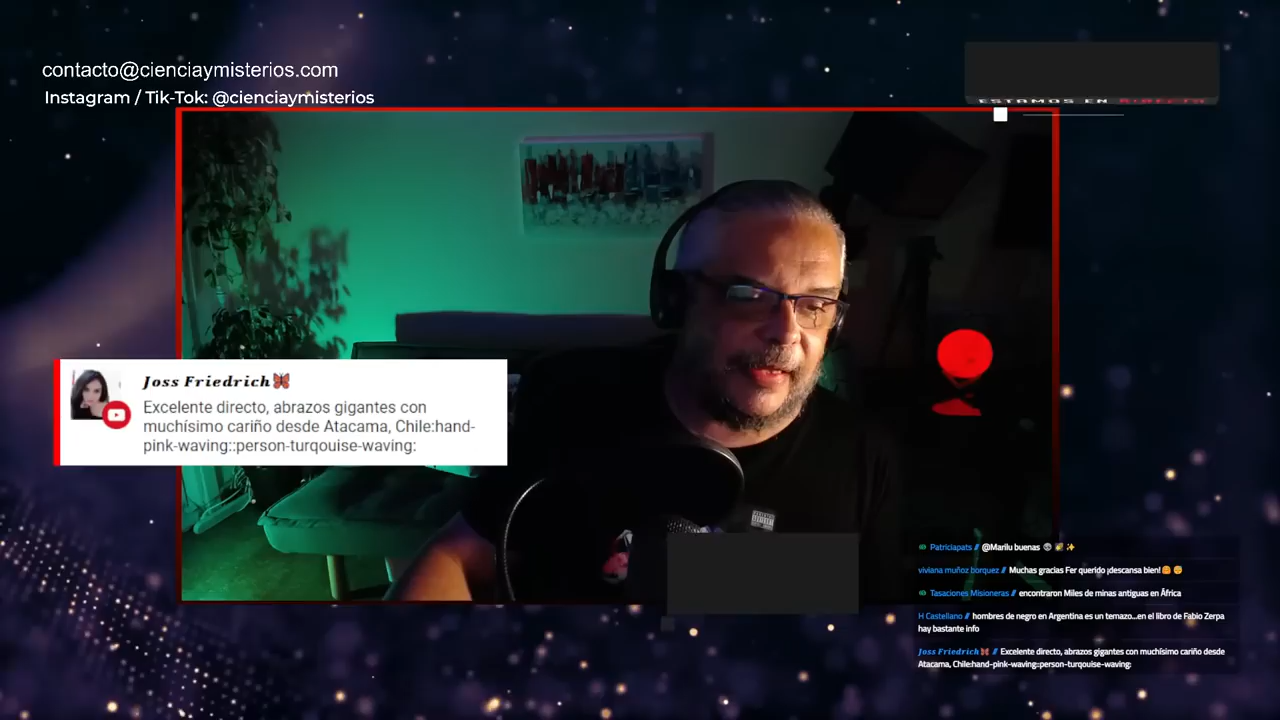 contacto@cienciaymisterios.com
Instagram / Tik-Tok: @cienciaymisterios
ESTAMOS EN DIRECTO
Joss Friedrich🦋
Excelente directo, abrazos gigantes con
muchísimo cariño desde Atacama, Chile:hand-
pink-waving::person-turqouise-waving:
Patriciapats // @Marilu buenas 👽 ✨
viviana muñoz borquez // Muchas gracias Fer querido ¡descansa bien!
Tasaciones Misioneras // encontraron Miles de minas antiguas en África
H Castellano // hombres de negro en Argentina es un temazo...en el libro de Fabio Zerpa
hay bastante info
Joss Friedrich🦋 // Excelente directo, abrazos gigantes con muchísimo cariño desde
Atacama, Chile:hand-pink-waving::person-turqouise-waving: